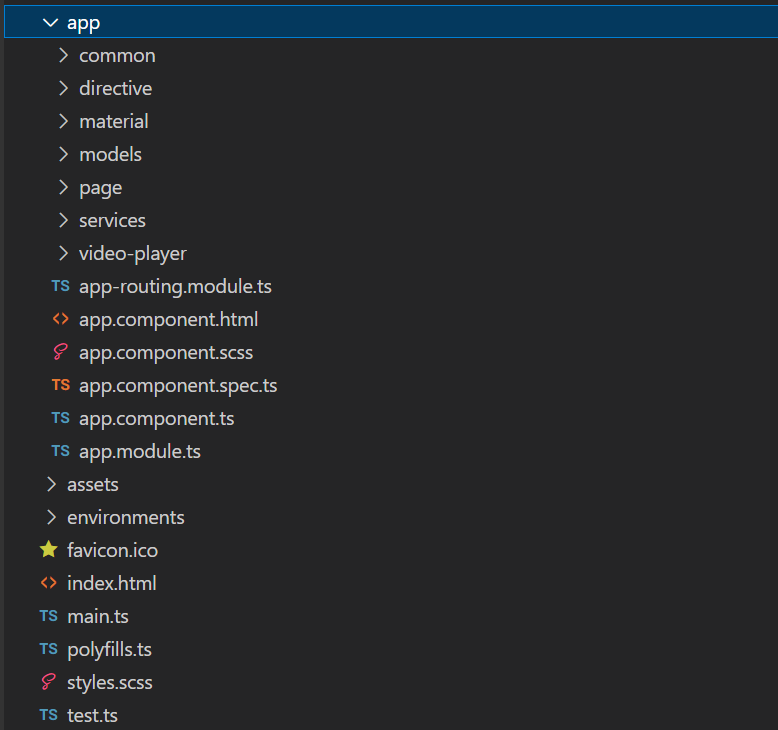 app
common
directive
material
models
page
services
video-player
TS app-routing.module.ts
<> app.component.html
app.component.scss
TS app.component.spec.ts
TS app.component.ts
TS app.module.ts
assets
environments
favicon.ico
<> index.html
TS main.ts
TS polyfills.ts
styles.scss
TS test.ts